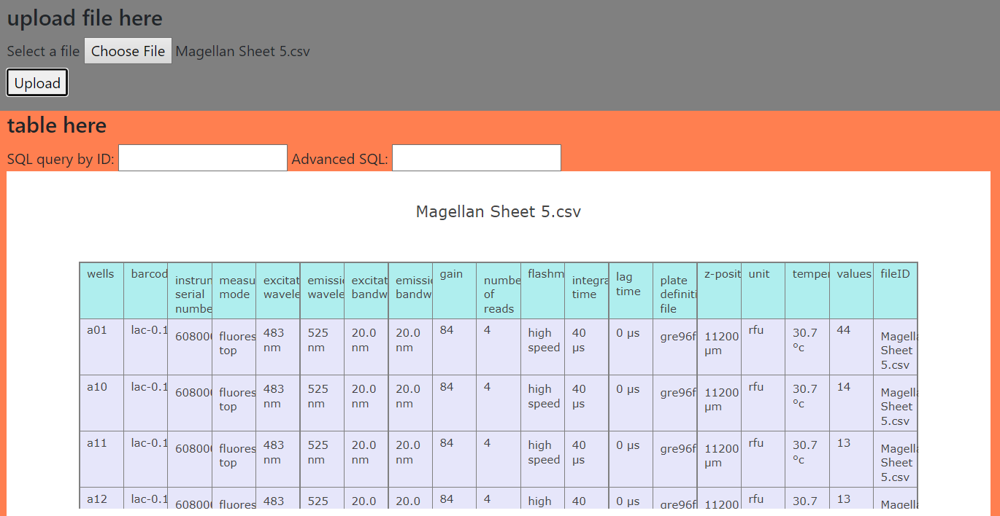 upload file here
Select a file Choose File Magellan Sheet 5.csv
Upload
table here
SQL query by ID: Advanced SQL:
Magellan Sheet 5.csv
wells barcod instrum serial numbe measu mode excitat wavele emissio wavele excitat bandw emissio bandw gain numbe of reads flashm integra time lag time plate definiti file z-posit unit temper values fileID
a01 lac-0.1 608000 fluores top 483 nm 525 nm 20.0 nm 20.0 nm 84 4 high speed 40 µs 0 µs gre96f 11200 µm rfu 30.7 °c 44 Magella Sheet 5.csv
a10 lac-0.1 608000 fluores top 483 nm 525 nm 20.0 nm 20.0 nm 84 4 high speed 40 µs 0 µs gre96f 11200 µm rfu 30.7 °c 14 Magella Sheet 5.csv
a11 lac-0.1 608000 fluores top 483 nm 525 nm 20.0 nm 20.0 nm 84 4 high speed 40 µs 0 µs gre96f 11200 µm rfu 30.7 °c 13 Magella Sheet 5.csv
a12 lac-0.1 608000 fluores 483 525 20.0 20.0 84 4 high 40 0 µs gre96f 11200 rfu 30.7 13 Magella